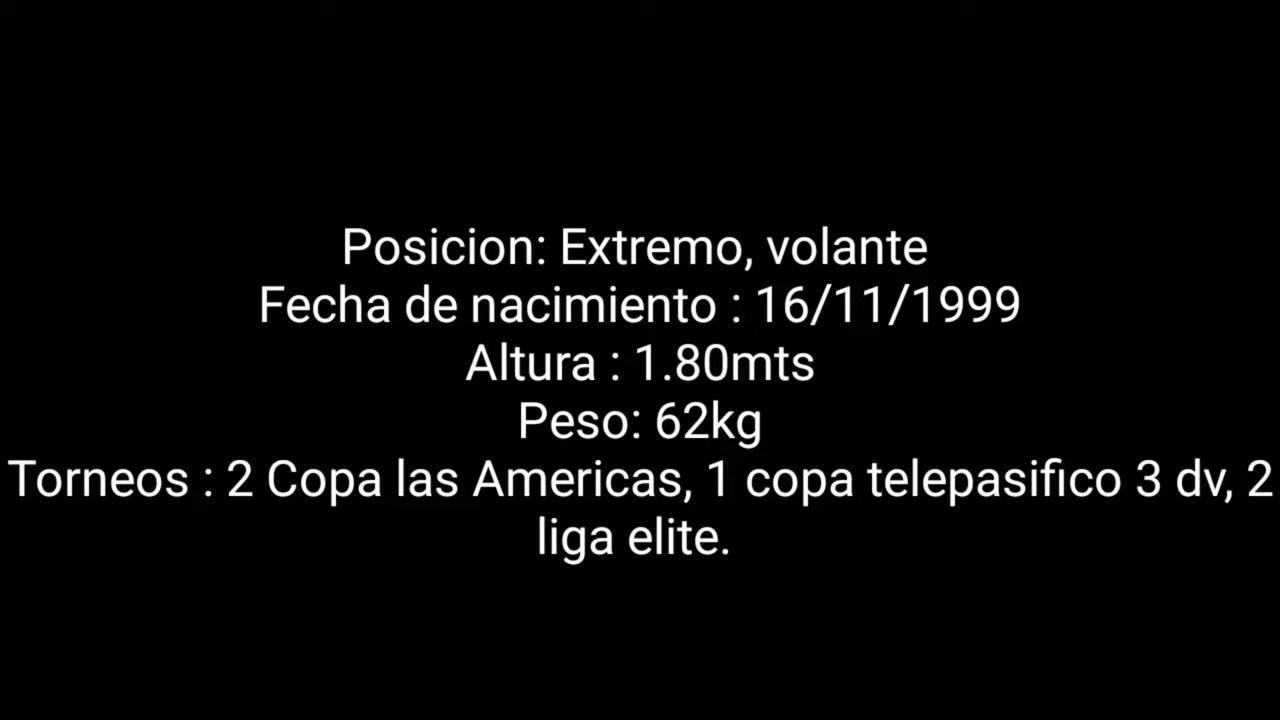 Posicion: Extremo, volante
Fecha de nacimiento : 16/11/1999
Altura : 1.80mts
Peso: 62kg
Torneos : 2 Copa las Americas, 1 copa telepasifico 3 dv, 2
liga elite.